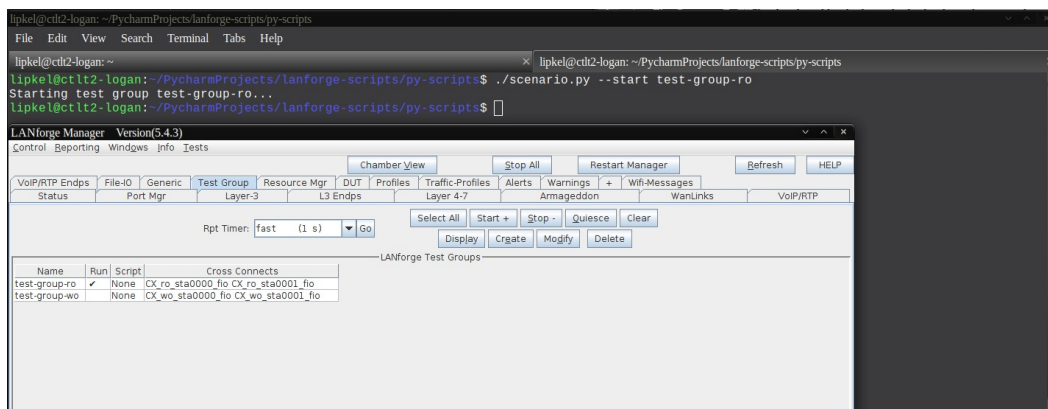 lipkel@ctlt2-logan: ~/PycharmProjects/lanforge-scripts/py-scripts
File Edit View Search Terminal Tabs Help
lipkel@ctlt2-logan: ~ × lipkel@ctlt2-logan: ~/PycharmProjects/lanforge-scripts/py-scripts
lipkel@ctlt2-logan:~/PycharmProjects/lanforge-scripts/py-scripts$ ./scenario.py --start test-group-ro
Starting test group test-group-ro...
lipkel@ctlt2-logan:~/PycharmProjects/lanforge-scripts/py-scripts$
LANforge Manager Version(5.4.3)
Control Reporting Windows Info Tests
Chamber View Stop All Restart Manager Refresh HELP
VoIP/RTP Endps File-IO Generic Test Group Resource Mgr DUT Profiles Traffic-Profiles Alerts Warnings + Wifi-Messages
Status Port Mgr Layer-3 L3 Endps Layer 4-7 Armageddon WanLinks VoIP/RTP
Rpt Timer: fast (1 s) Go Select All Start + Stop - Quiesce Clear
Display Create Modify Delete
LANforge Test Groups
Name Run Script Cross Connects
test-group-ro ✔ None CX_ro_sta0000_fio CX_ro_sta0001_fio
test-group-wo None CX_wo_sta0000_fio CX_wo_sta0001_fio